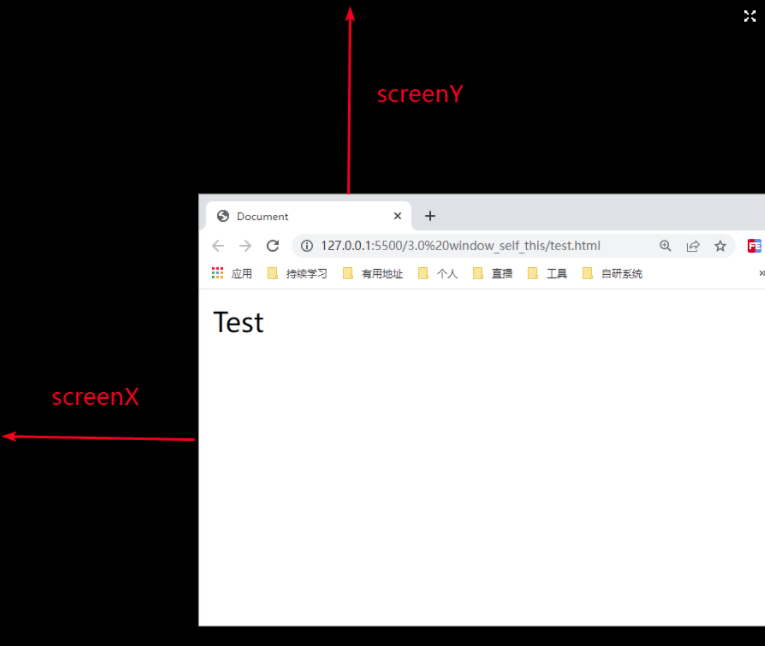 screenY
Document
127.0.0.1:5500/3.0%20window_self_this/test.html
FE
应用 持续学习 有用地址 个人 直播 工具 自研系统
Test
screenX